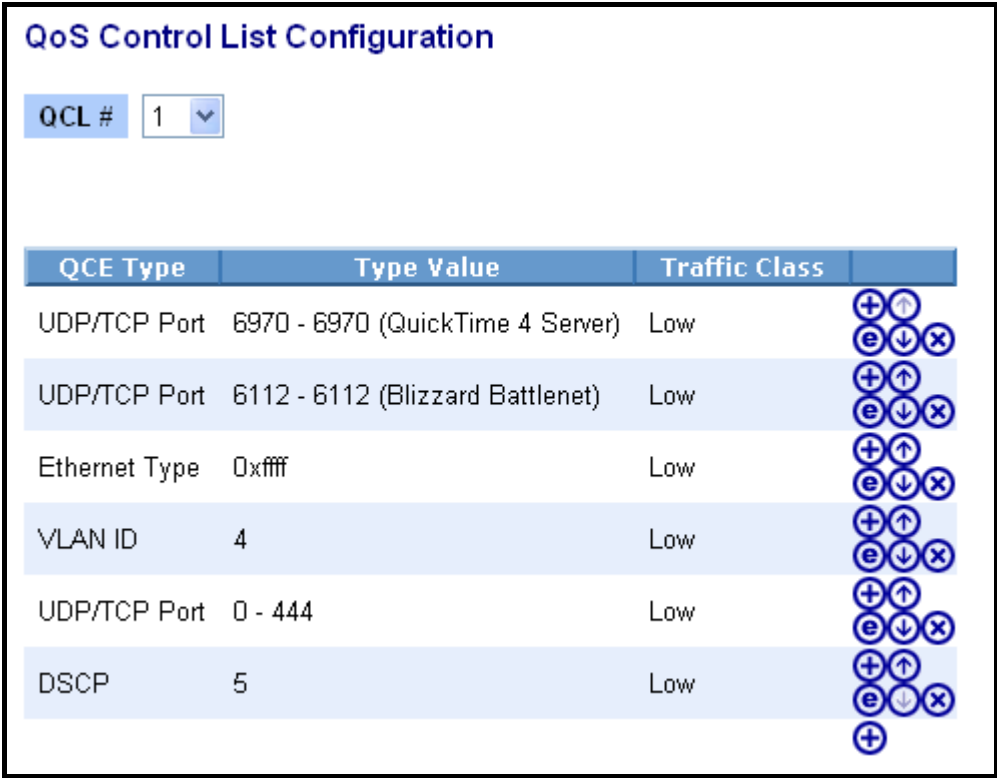 QoS Control List Configuration
QCL # 1
QCE Type Type Value Traffic Class
UDP/TCP Port 6970 - 6970 (QuickTime 4 Server) Low
UDP/TCP Port 6112 - 6112 (Blizzard Battlenet) Low
Ethernet Type 0xffff Low
VLAN ID 4 Low
UDP/TCP Port 0 - 444 Low
DSCP 5 Low